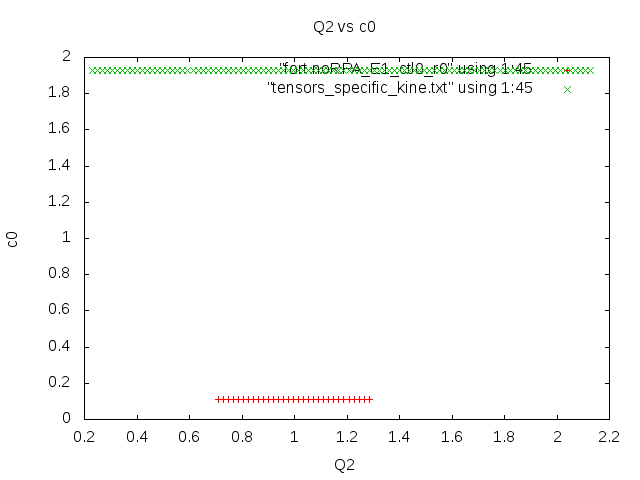 Q2 vs c0
2
"fort.noRPA_E1_ctl0_r0" using 1:45
1.8
"tensors_specific_kine.txt" using 1:45
1.6
1.4
1.2
1
0.8
0.6
0.4
0.2
0
c0
0.2 0.4 0.6 0.8 1 1.2 1.4 1.6 1.8 2 2.2
Q2